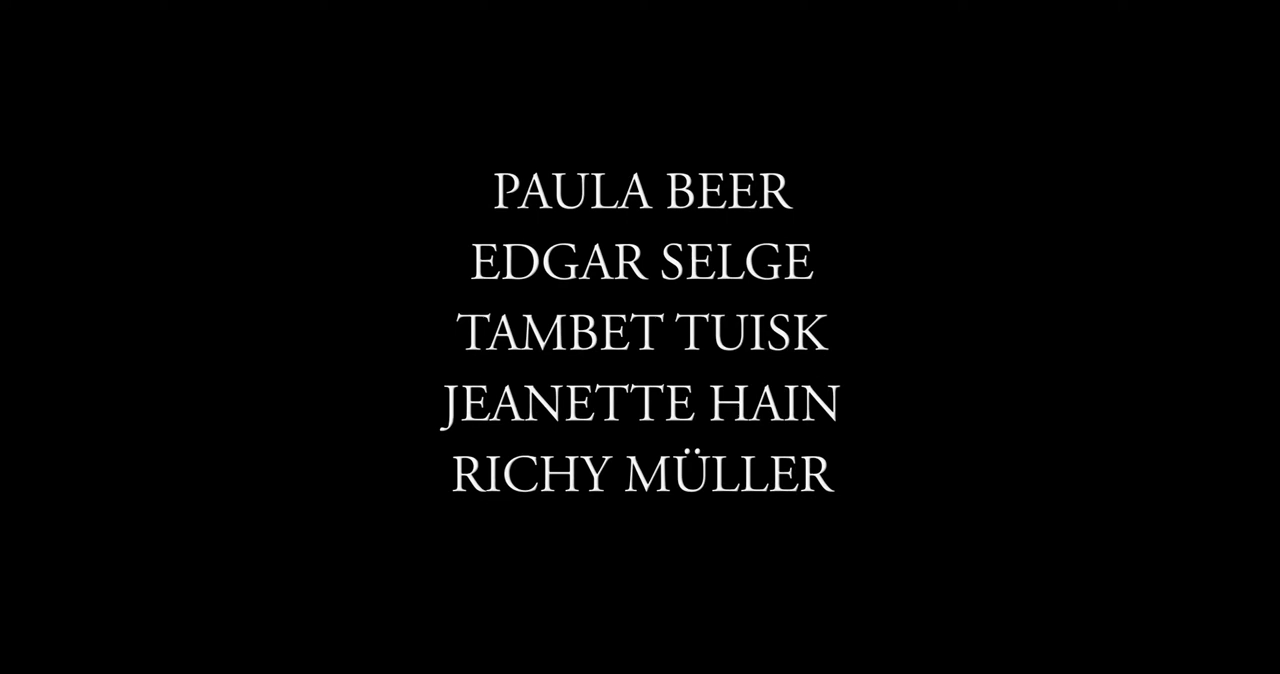 PAULA BEER
EDGAR SELGE
TAMBET TUISK
JEANETTE HAIN
RICHY MÜLLER